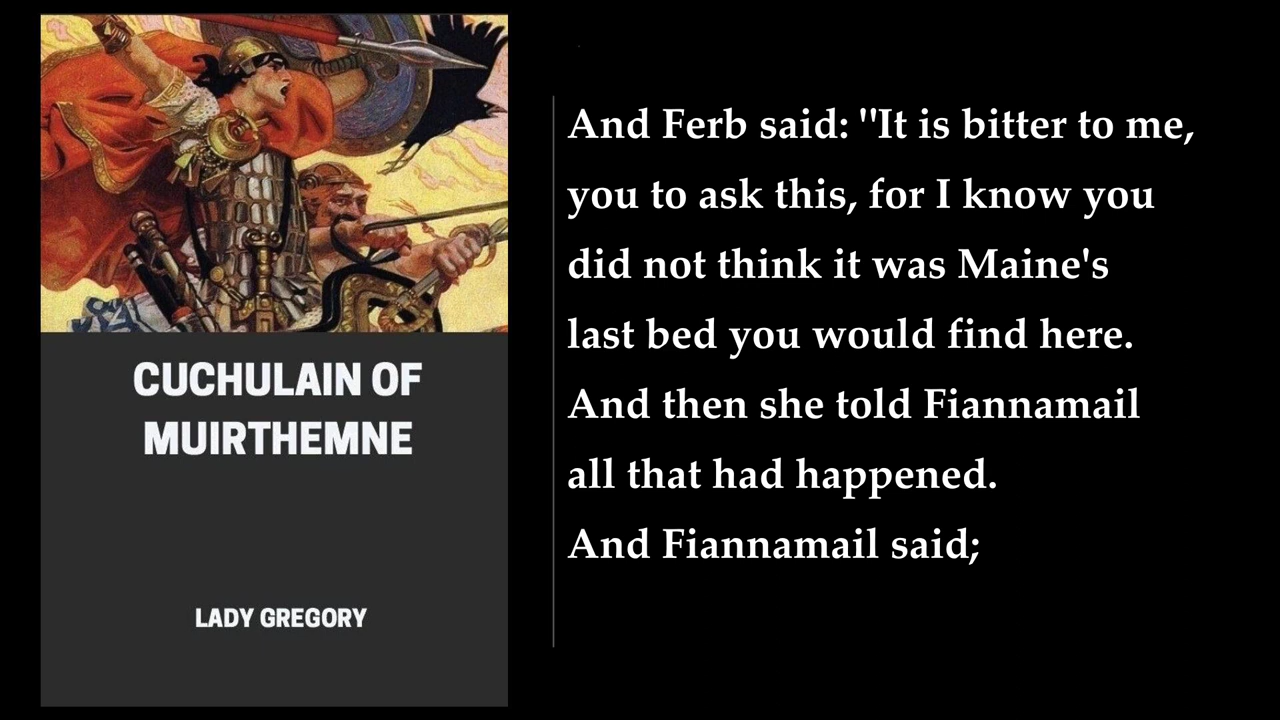 CUCHULAIN OF
MUIRTHEMNE
LADY GREGORY
And Ferb said: "It is bitter to me,
you to ask this, for I know you
did not think it was Maine's
last bed you would find here.
And then she told Fiannamail
all that had happened.
And Fiannamail said;